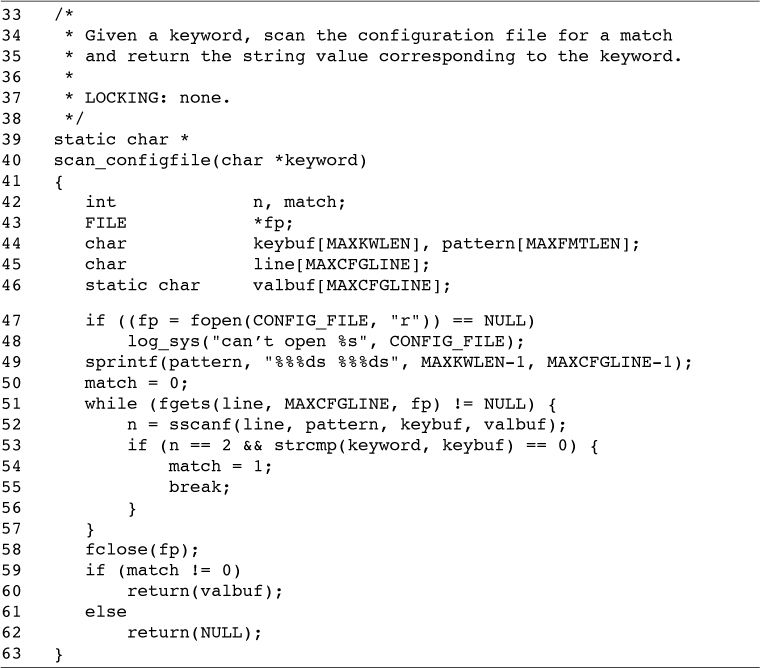 33 /*
34  * Given a keyword, scan the configuration file for a match
35  * and return the string value corresponding to the keyword.
36  *
37  * LOCKING: none.
38  */
39 static char *
40 scan_configfile(char *keyword)
41 {
42    int             n, match;
43    FILE            *fp;
44    char            keybuf[MAXKWLEN], pattern[MAXFMTLEN];
45    char            line[MAXCFGLINE];
46    static char     valbuf[MAXCFGLINE];
47    if ((fp = fopen(CONFIG_FILE, "r")) == NULL)
48        log_sys("can't open %s", CONFIG_FILE);
49    sprintf(pattern, "%%%ds %%%ds", MAXKWLEN-1, MAXCFGLINE-1);
50    match = 0;
51    while (fgets(line, MAXCFGLINE, fp) != NULL) {
52        n = sscanf(line, pattern, keybuf, valbuf);
53        if (n == 2 && strcmp(keyword, keybuf) == 0) {
54            match = 1;
55            break;
56        }
57    }
58    fclose(fp);
59    if (match != 0)
60        return(valbuf);
61    else
62        return(NULL);
63 }